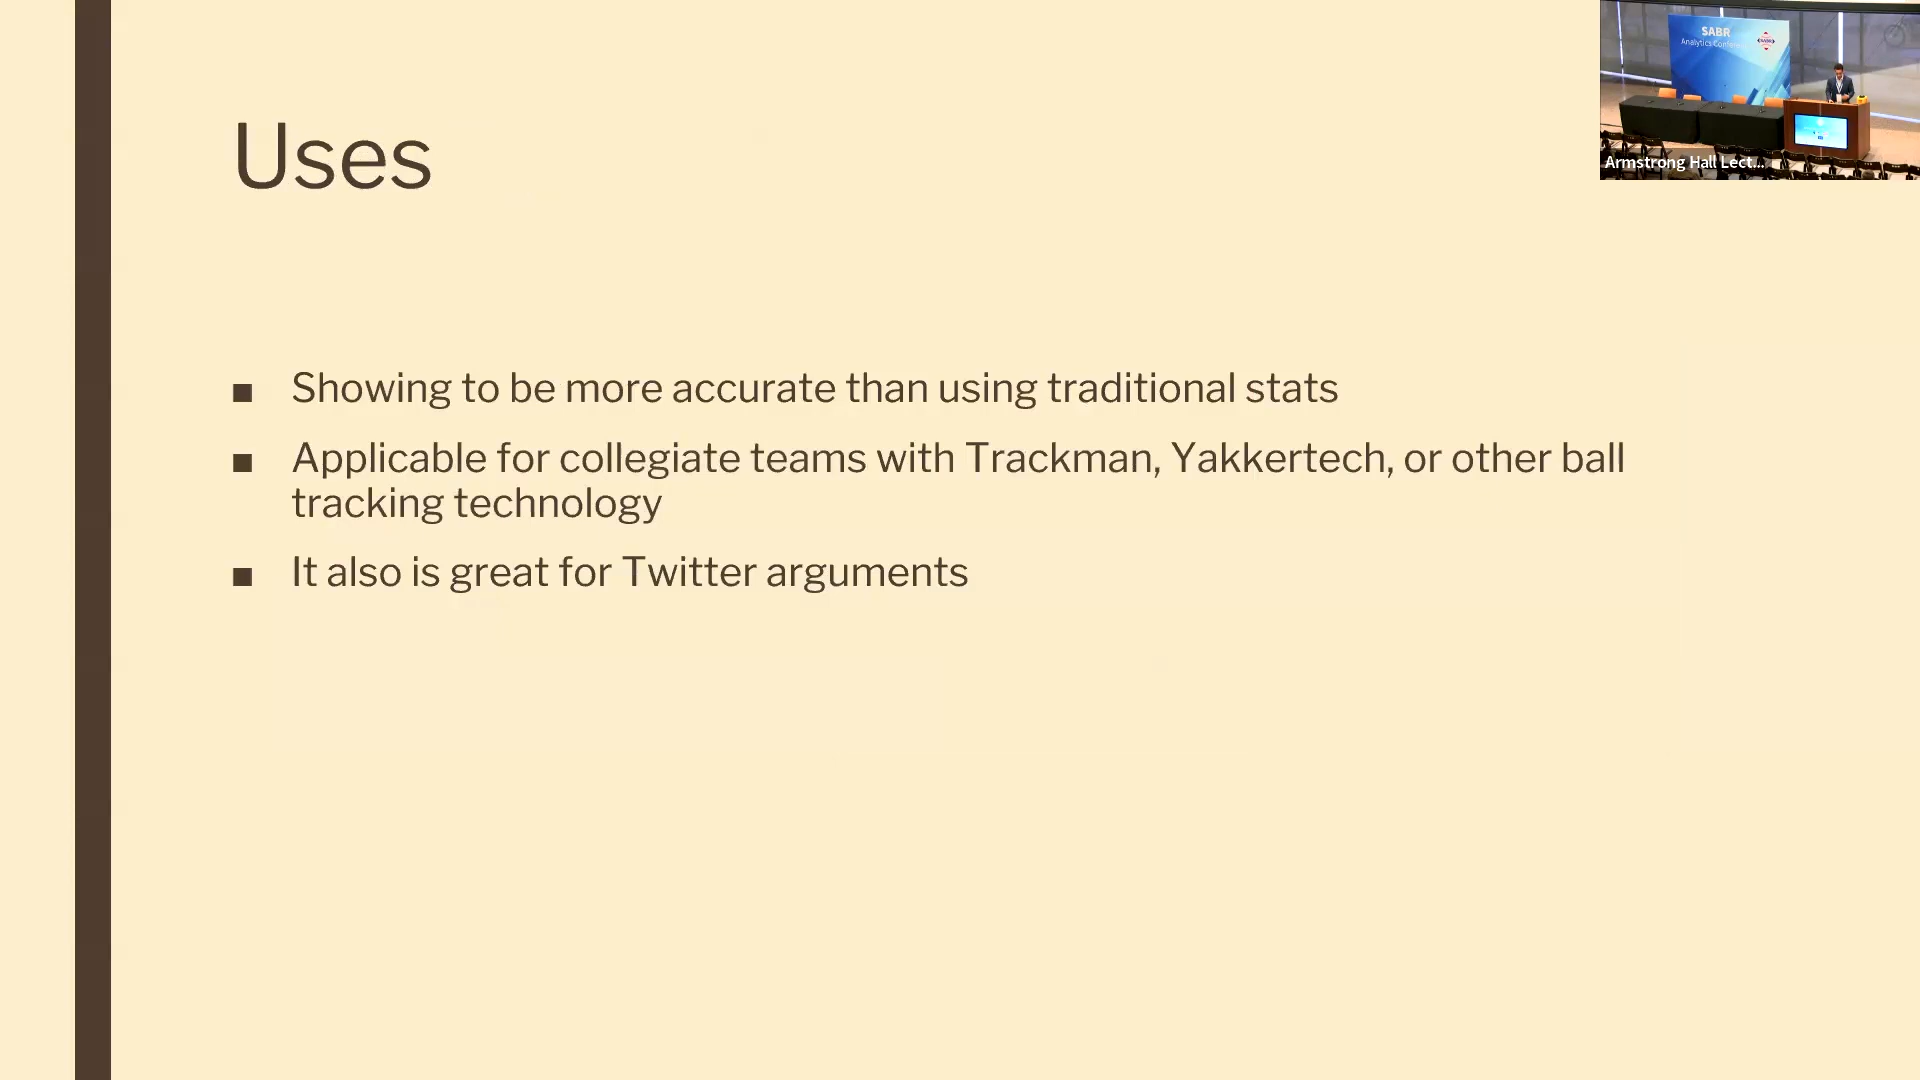 Uses
■ Showing to be more accurate than using traditional stats
■ Applicable for collegiate teams with Trackman, Yakkertech, or other ball
tracking technology
■ It also is great for Twitter arguments
SABR
Analytics
Armstrong Hall Lect...